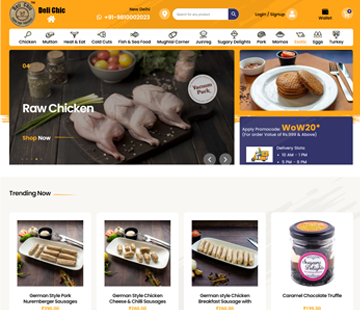 Deli Chic
New Delhi
+91-9810002023
Search for any product
Login / Signup
Wallet
Chicken
Mutton
Heat & Eat
Cold Cuts
Fish & Sea Food
Mughlai Corner
Juicing
Sugary Delights
Pork
Momos
Eggs
Turkey
04
Raw Chicken
Shop Now
Vacuum
Pack
Apply Promocode: WoW20*
(For order Value of Rs.999 & Above)
Delivery Slots:
10 AM - 1 PM
5 PM - 8 PM
Trending Now
German Style Pork
Nuremberger Sausages
German Style Chicken
Cheese & Chilli Sausages
German Style Chicken
Breakfast Sausage with
Caramel Chocolate Truffle